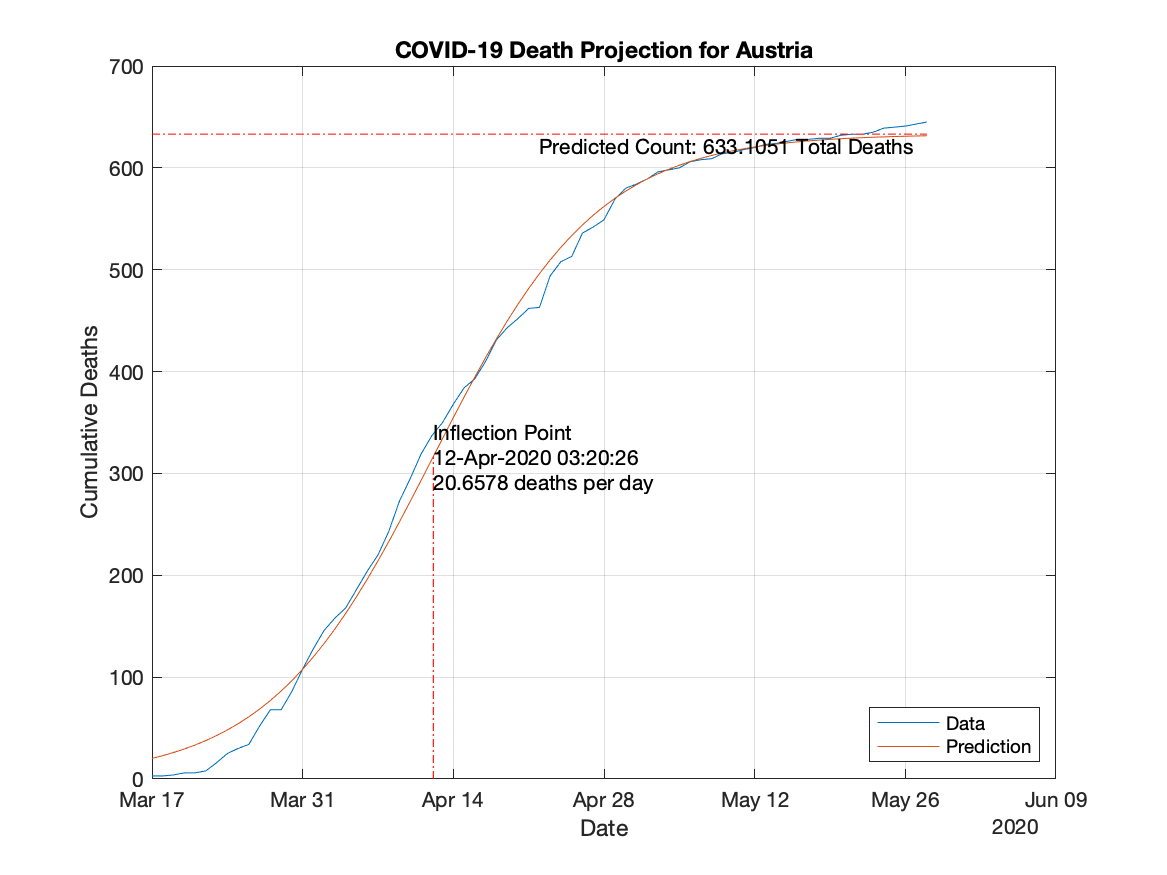 COVID-19 Death Projection for Austria
700
600
500
400
300
200
100
0
Cumulative Deaths
Predicted Count: 633.1051 Total Deaths
Inflection Point
12-Apr-2020 03:20:26
20.6578 deaths per day
Data
Prediction
Mar 17 Mar 31 Apr 14 Apr 28 May 12 May 26 Jun 09
Date
2020